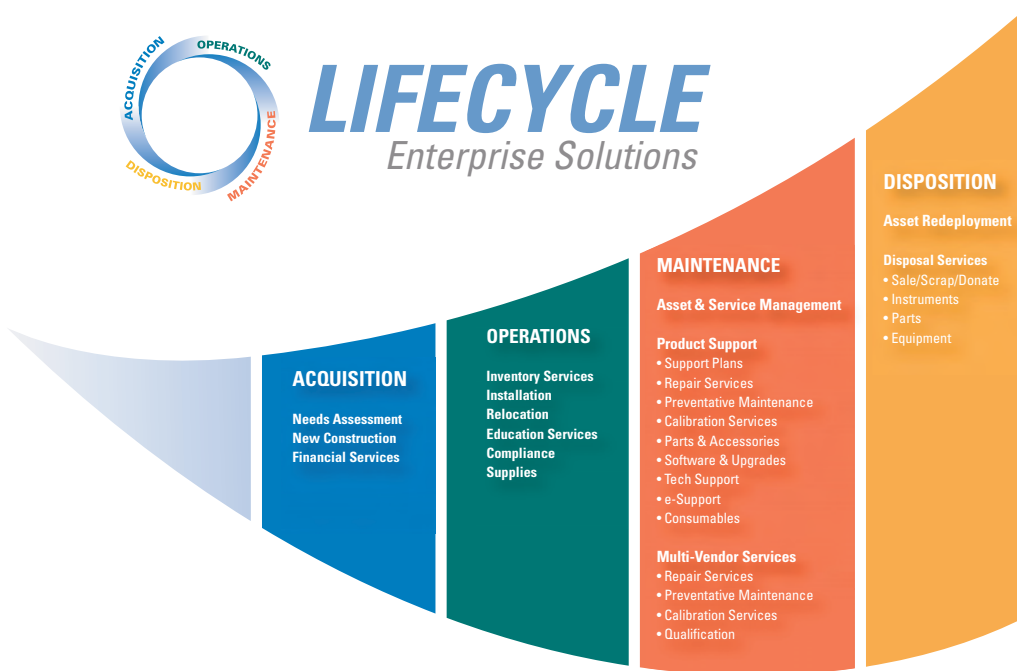 ACQUISITION
OPERATIONS
MAINTENANCE
DISPOSITION
LIFECYCLE
Enterprise Solutions
ACQUISITION
Needs Assessment
New Construction
Financial Services
OPERATIONS
Inventory Services
Installation
Relocation
Education Services
Compliance
Supplies
MAINTENANCE
Asset & Service Management
Product Support
• Support Plans
• Repair Services
• Preventative Maintenance
• Calibration Services
• Parts & Accessories
• Software & Upgrades
• Tech Support
• e-Support
• Consumables
Multi-Vendor Services
• Repair Services
• Preventative Maintenance
• Calibration Services
• Qualification
DISPOSITION
Asset Redeployment
Disposal Services
• Sale/Scrap/Donate
• Instruments
• Parts
• Equipment